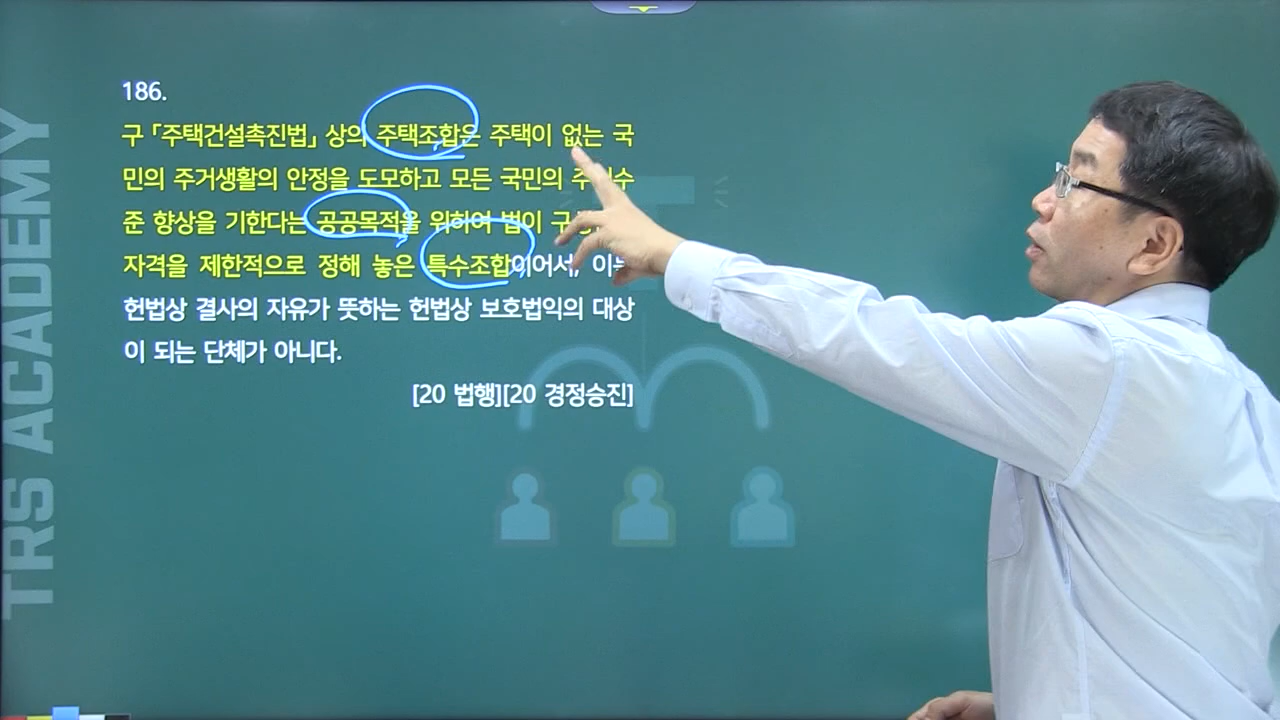 TRS ACADEMY
186.
구 「주택건설촉진법」 상의 주택조합은 주택이 없는 국
민의 주거생활의 안정을 도모하고 모든 국민의
준 향상을 기한다는 공공목적을 위하여 법이
자격을 제한적으로 정해 놓은 특수조합이어서,
헌법상 결사의 자유가 뜻하는 헌법상 보호법익의 대상
이 되는 단체가 아니다.
[20 법행][20 경정승진]